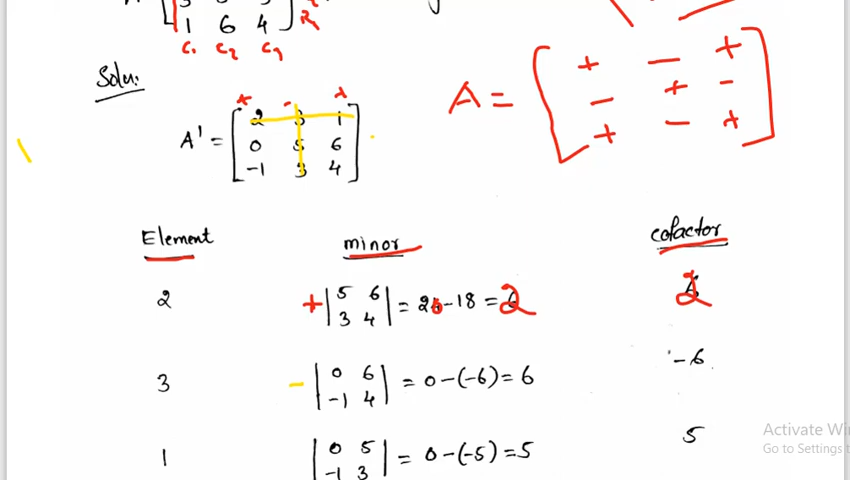 1 6 4 R₃
C₁ C₂ C₃
Solu:
+ - +
A' = [2 3 1
0 5 6
-1 3 4]
A = [+ - +
- + -
+ - +]
Element minor cofactor
2 +|5 6
3 4| = 20-18 = 2 2
3 -|0 6
-1 4| = 0-(-6) = 6 -6
1 |0 5
-1 3| = 0-(-5) = 5 5
Activate Wi
Go to Settings t